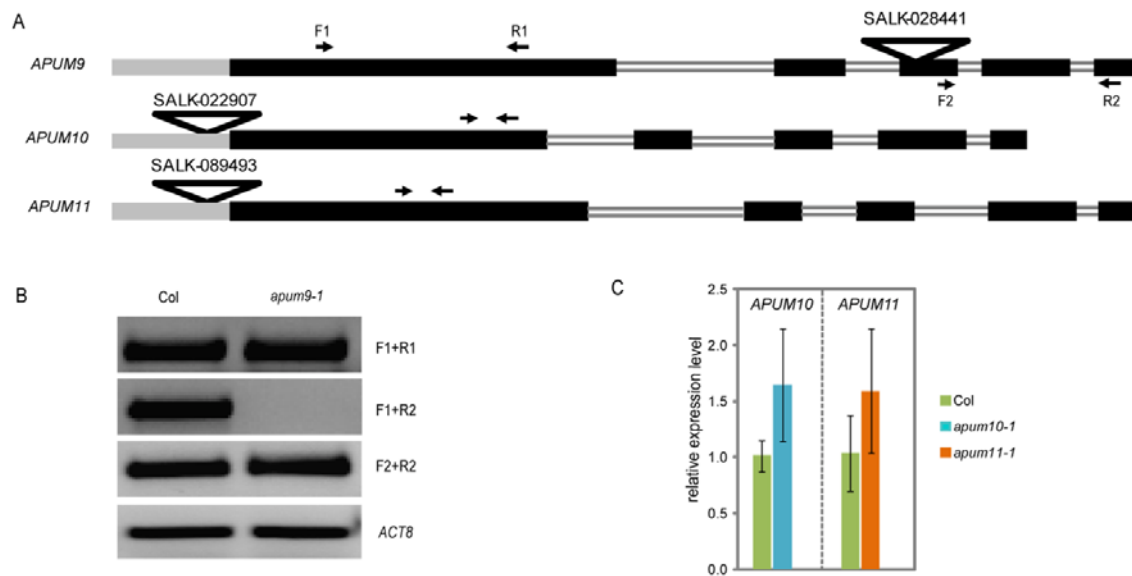 A
SALK-028441
F1
R1
APUM9
F2
R2
SALK-022907
APUM10
SALK-089493
APUM11
B
Col
apum9-1
F1+R1
F1+R2
F2+R2
ACT8
C
relative expression level
2.5
2.0
1.5
1.0
0.5
0.0
APUM10
APUM11
Col
apum10-1
apum11-1